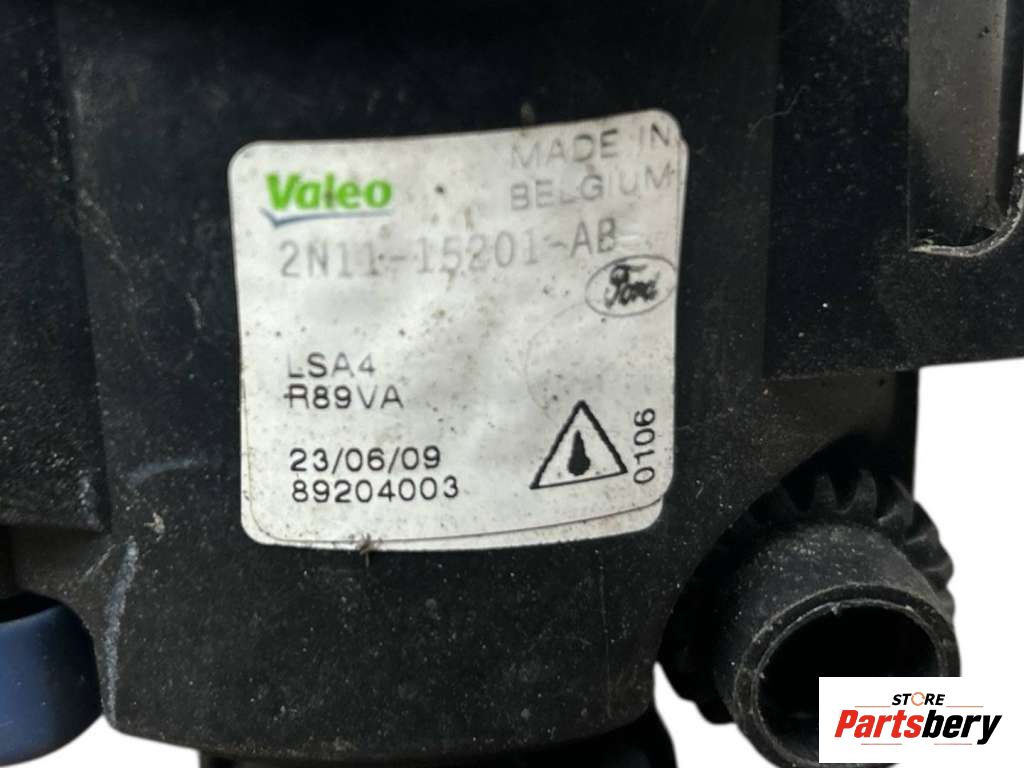 Valeo
MADE IN
BELGIUM
2N11-15201-AB
Ford
LSA4
R89VA
23/06/09
89204003
0106
STORE
Partsbery